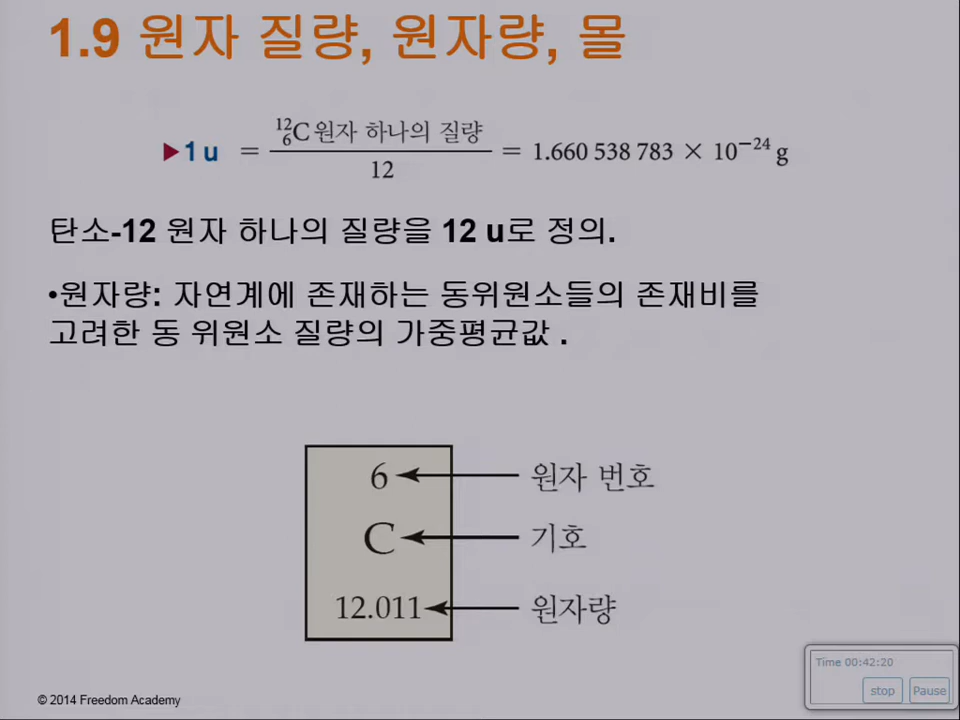 1.9 원자 질량, 원자량, 몰
▶1 u = ¹²₆C원자 하나의 질량 / 12 = 1.660 538 783 × 10⁻²⁴ g
탄소-12 원자 하나의 질량을 12 u로 정의.
•원자량: 자연계에 존재하는 동위원소들의 존재비를
고려한 동 위원소 질량의 가중평균값 .
6 원자 번호
C 기호
12.011 원자량
Time 00:42:20
stop Pause
© 2014 Freedom Academy